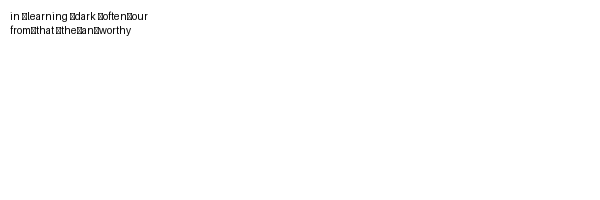 in learning dark often our
from that the an worthy